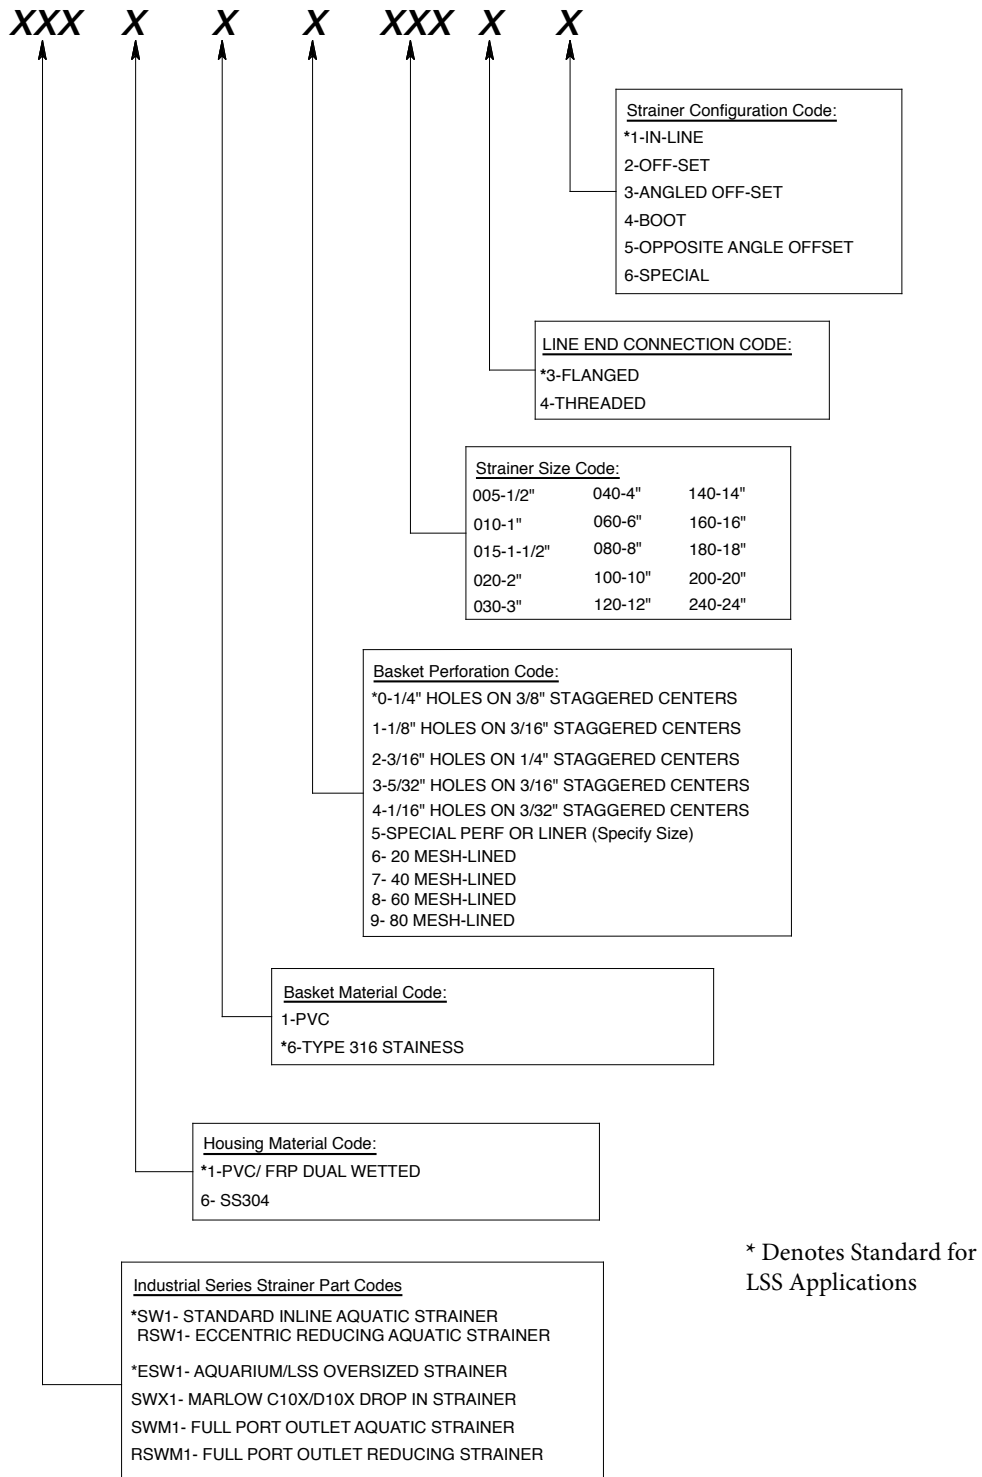 XXX X X X XXX X X
Strainer Configuration Code:
*1-IN-LINE
2-OFF-SET
3-ANGLED OFF-SET
4-BOOT
5-OPPOSITE ANGLE OFFSET
6-SPECIAL
LINE END CONNECTION CODE:
*3-FLANGED
4-THREADED
Strainer Size Code:
005-1/2" 040-4" 140-14"
010-1" 060-6" 160-16"
015-1-1/2" 080-8" 180-18"
020-2" 100-10" 200-20"
030-3" 120-12" 240-24"
Basket Perforation Code:
*0-1/4" HOLES ON 3/8" STAGGERED CENTERS
1-1/8" HOLES ON 3/16" STAGGERED CENTERS
2-3/16" HOLES ON 1/4" STAGGERED CENTERS
3-5/32" HOLES ON 3/16" STAGGERED CENTERS
4-1/16" HOLES ON 3/32" STAGGERED CENTERS
5-SPECIAL PERF OR LINER (Specify Size)
6- 20 MESH-LINED
7- 40 MESH-LINED
8- 60 MESH-LINED
9- 80 MESH-LINED
Basket Material Code:
1-PVC
*6-TYPE 316 STAINESS
Housing Material Code:
*1-PVC/ FRP DUAL WETTED
6- SS304
* Denotes Standard for
LSS Applications
Industrial Series Strainer Part Codes
*SW1- STANDARD INLINE AQUATIC STRAINER
RSW1- ECCENTRIC REDUCING AQUATIC STRAINER
*ESW1- AQUARIUM/LSS OVERSIZED STRAINER
SWX1- MARLOW C10X/D10X DROP IN STRAINER
SWM1- FULL PORT OUTLET AQUATIC STRAINER
RSWM1- FULL PORT OUTLET REDUCING STRAINER